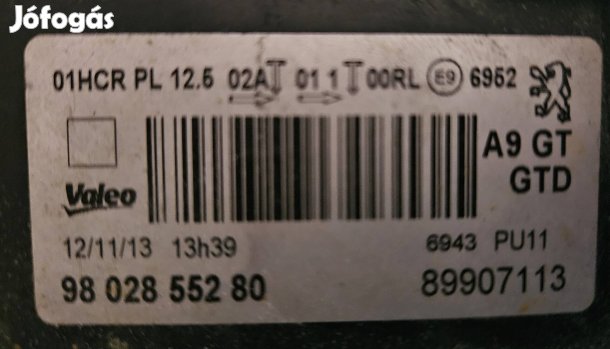 Jófogás
01HCR PL 12.5 02A 01 1 00RL E9 6952
A9 GT
GTD
Valeo
12/11/13 13h39 6943 PU11
98 028 552 80 89907113